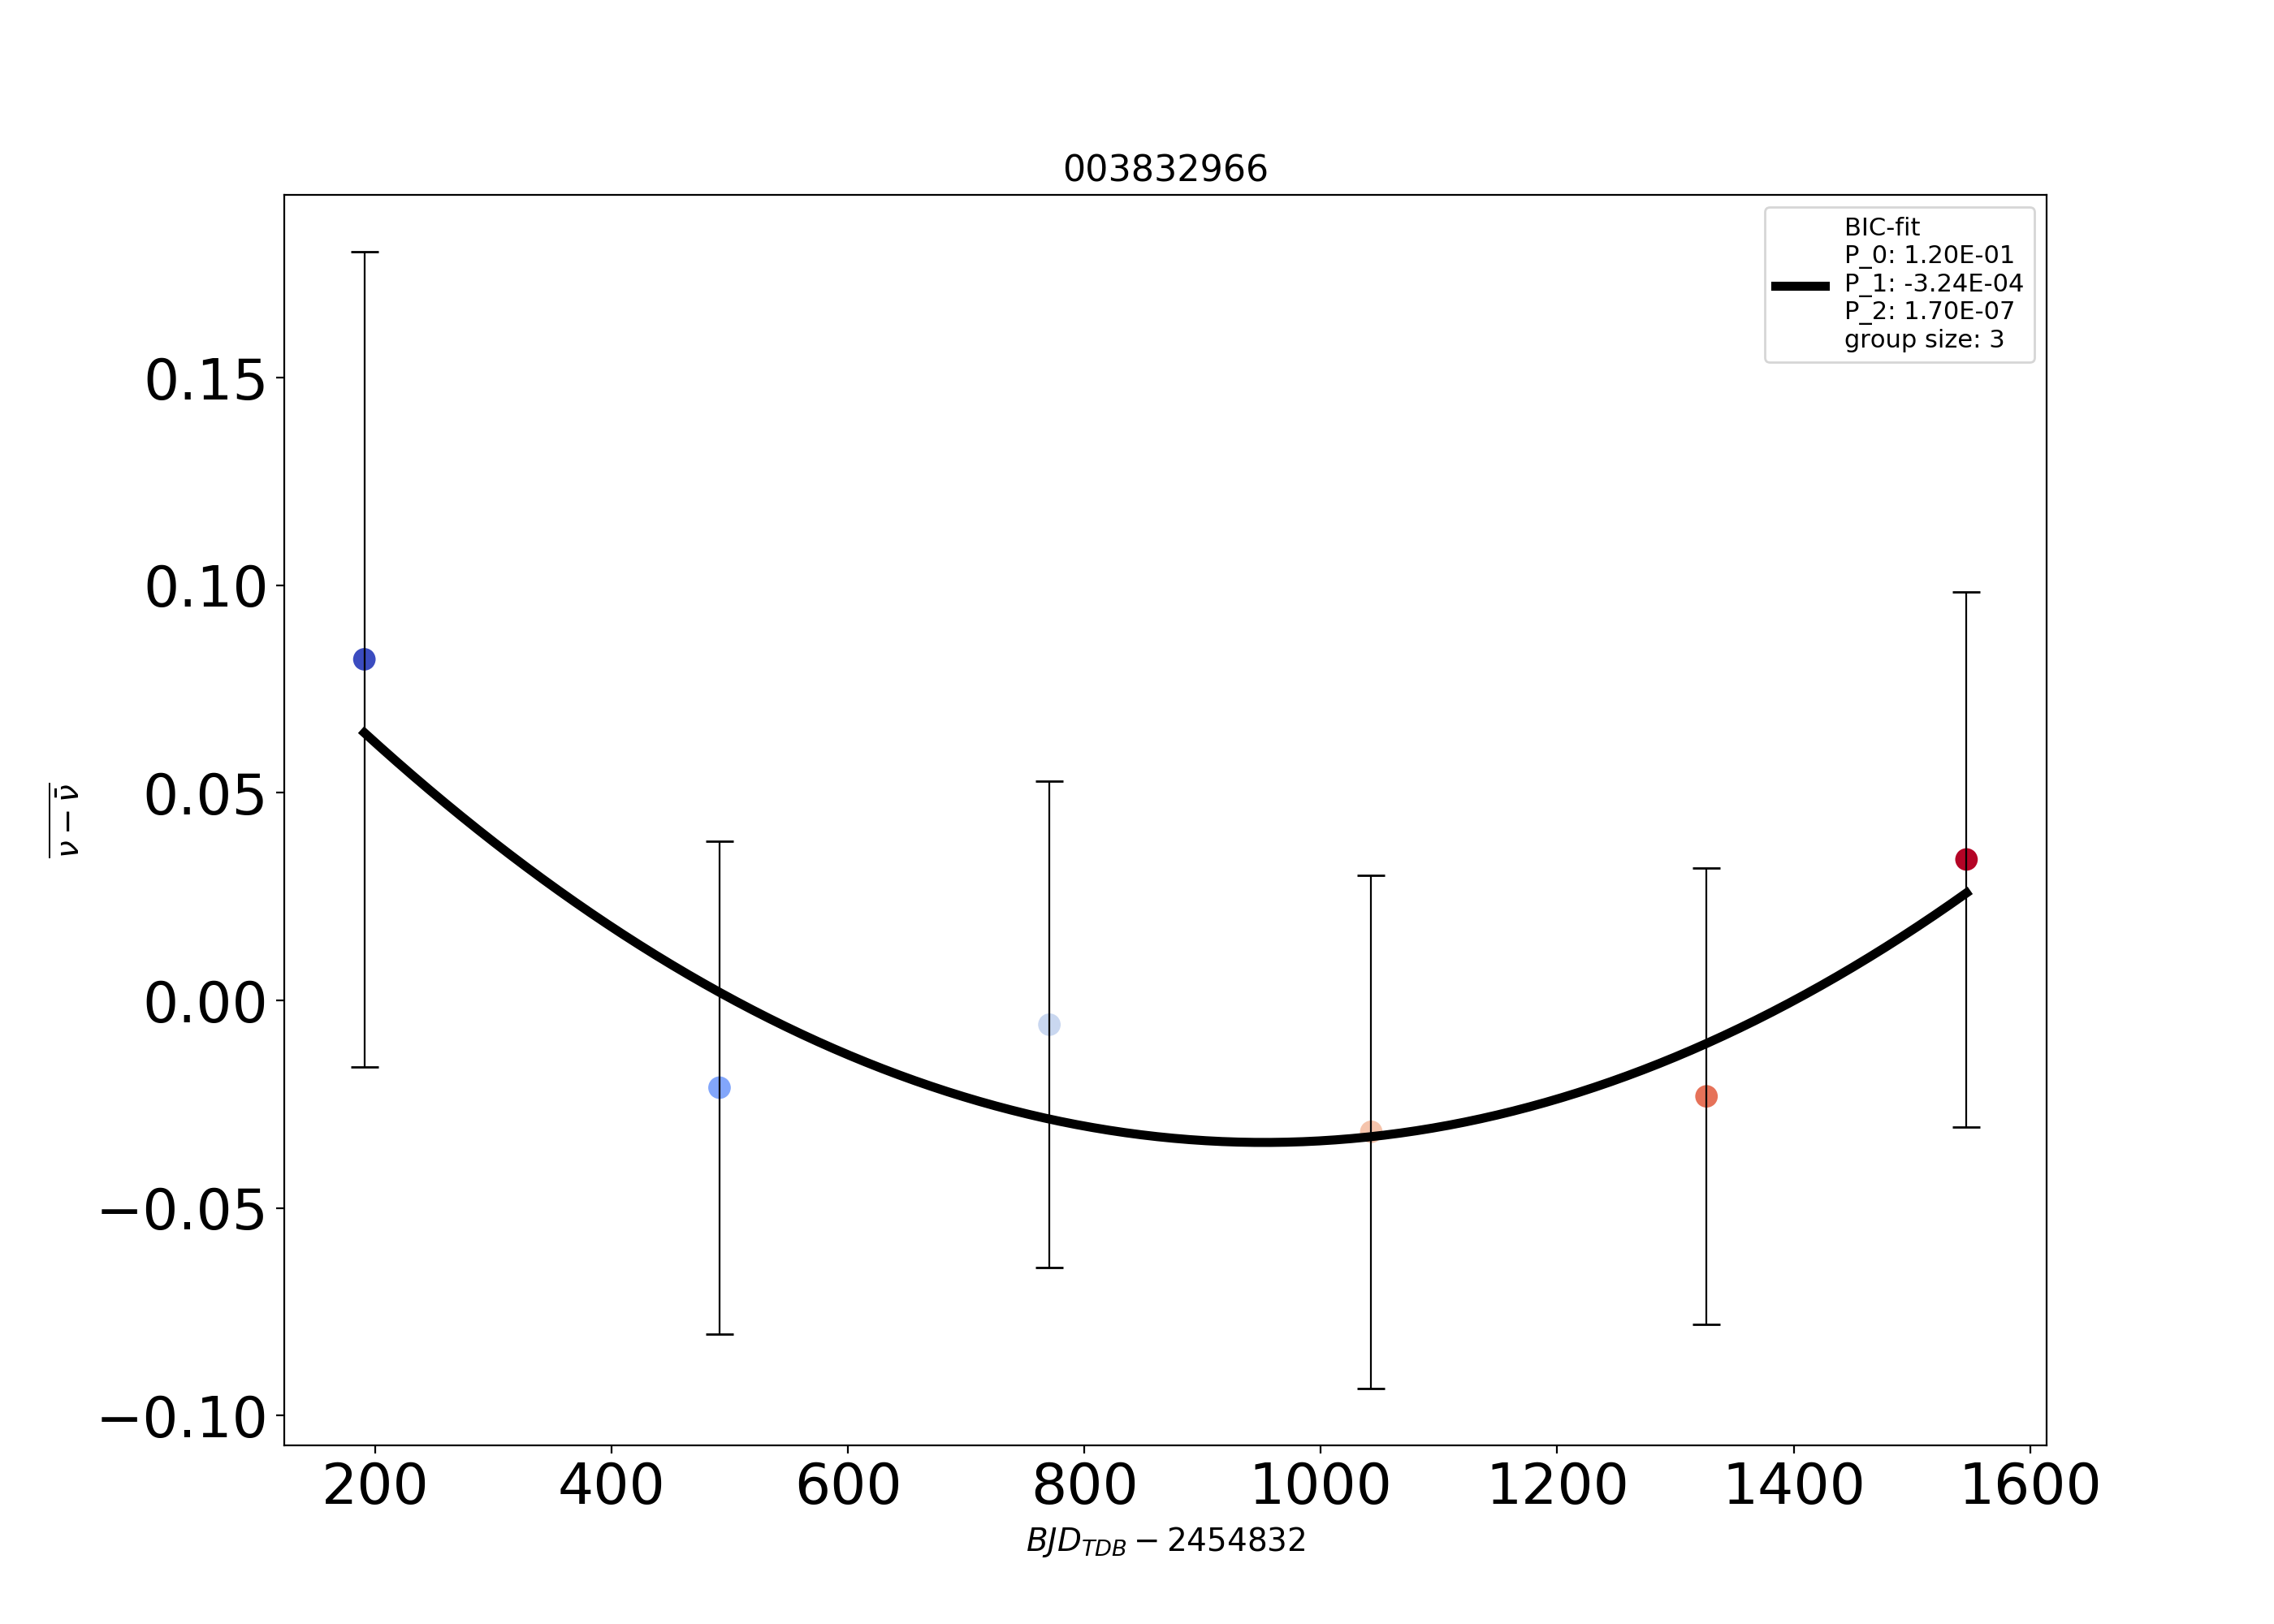 003832966
BIC-fit
P_0: 1.20E-01
P_1: -3.24E-04
P_2: 1.70E-07
group size: 3
0.15
0.10
0.05
0.00
−0.05
−0.10
ν − ν̄
200 400 600 800 1000 1200 1400 1600
BJD_TDB − 2454832